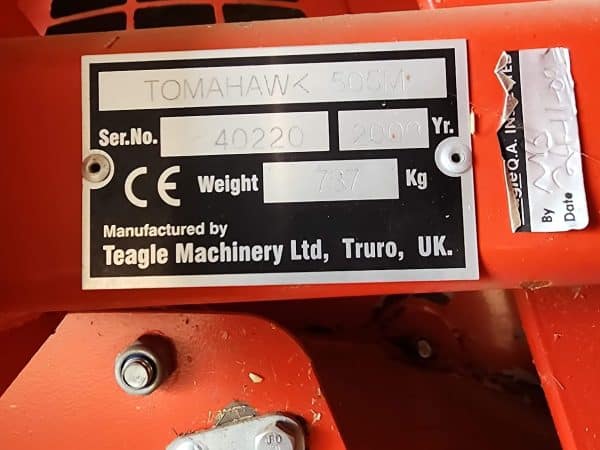 TOMAHAWK 505M
Ser.No. 40220 2000 Yr.
CE Weight 737 Kg
Manufactured by
Teagle Machinery Ltd, Truro, UK.
Q.A.
By
Date